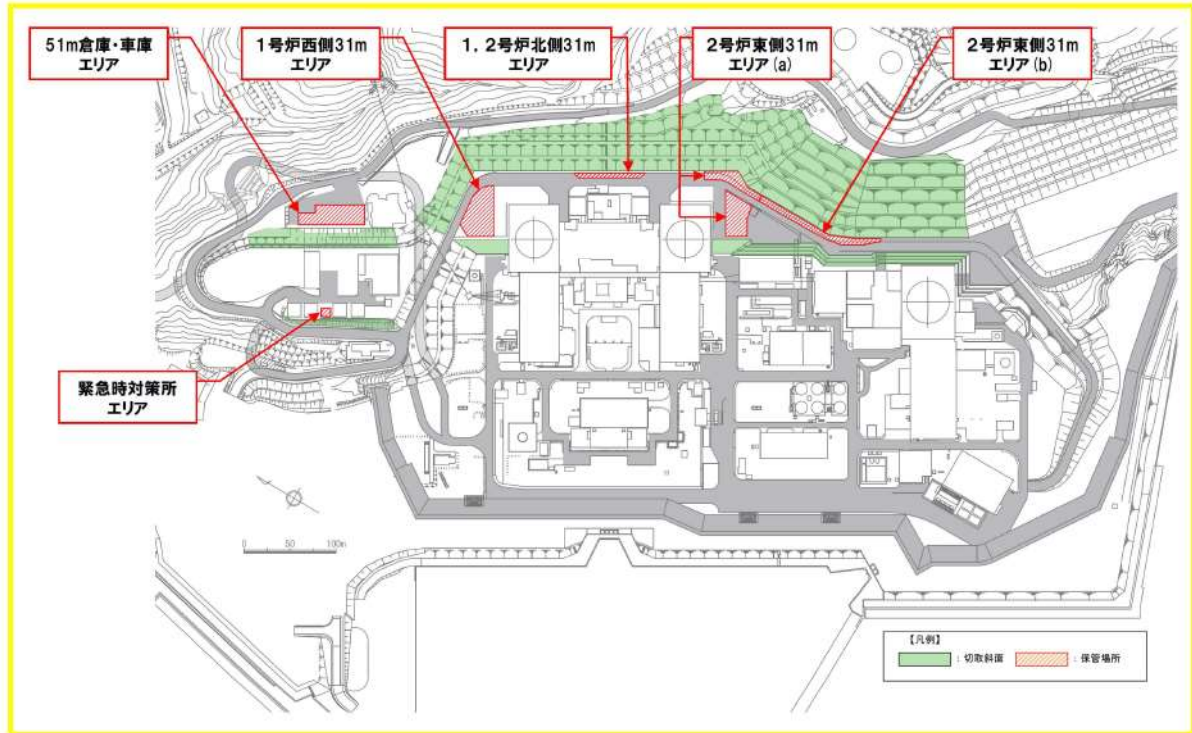 51m倉庫・車庫
エリア
1号炉西側31m
エリア
1,2号炉北側31m
エリア
2号炉東側31m
エリア(a)
2号炉東側31m
エリア(b)
緊急時対策所
エリア
0 50 100m
【凡例】
:切取斜面 :保管場所